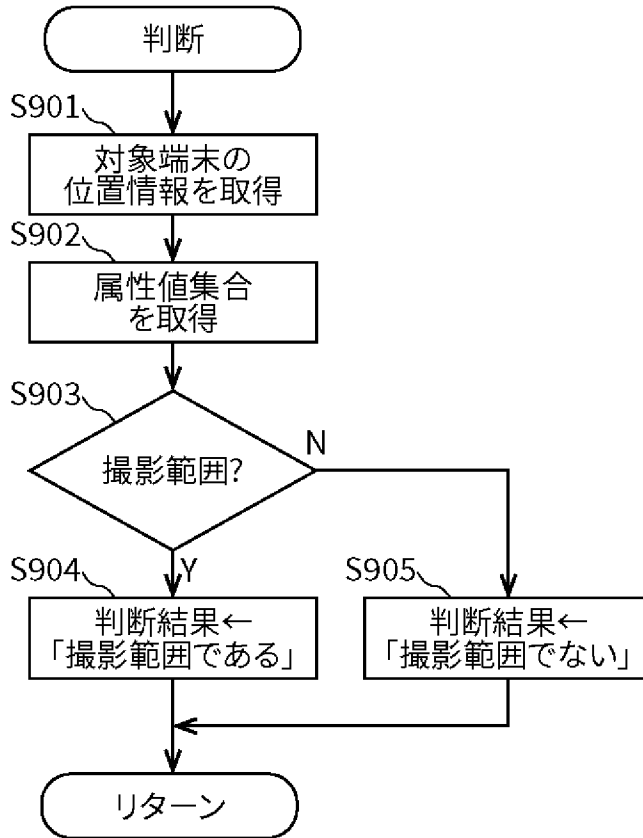 判断
S901
対象端末の
位置情報を取得
S902
属性値集合
を取得
S903
撮影範囲?
N
Y
S904
判断結果←
「撮影範囲である」
S905
判断結果←
「撮影範囲でない」
リターン